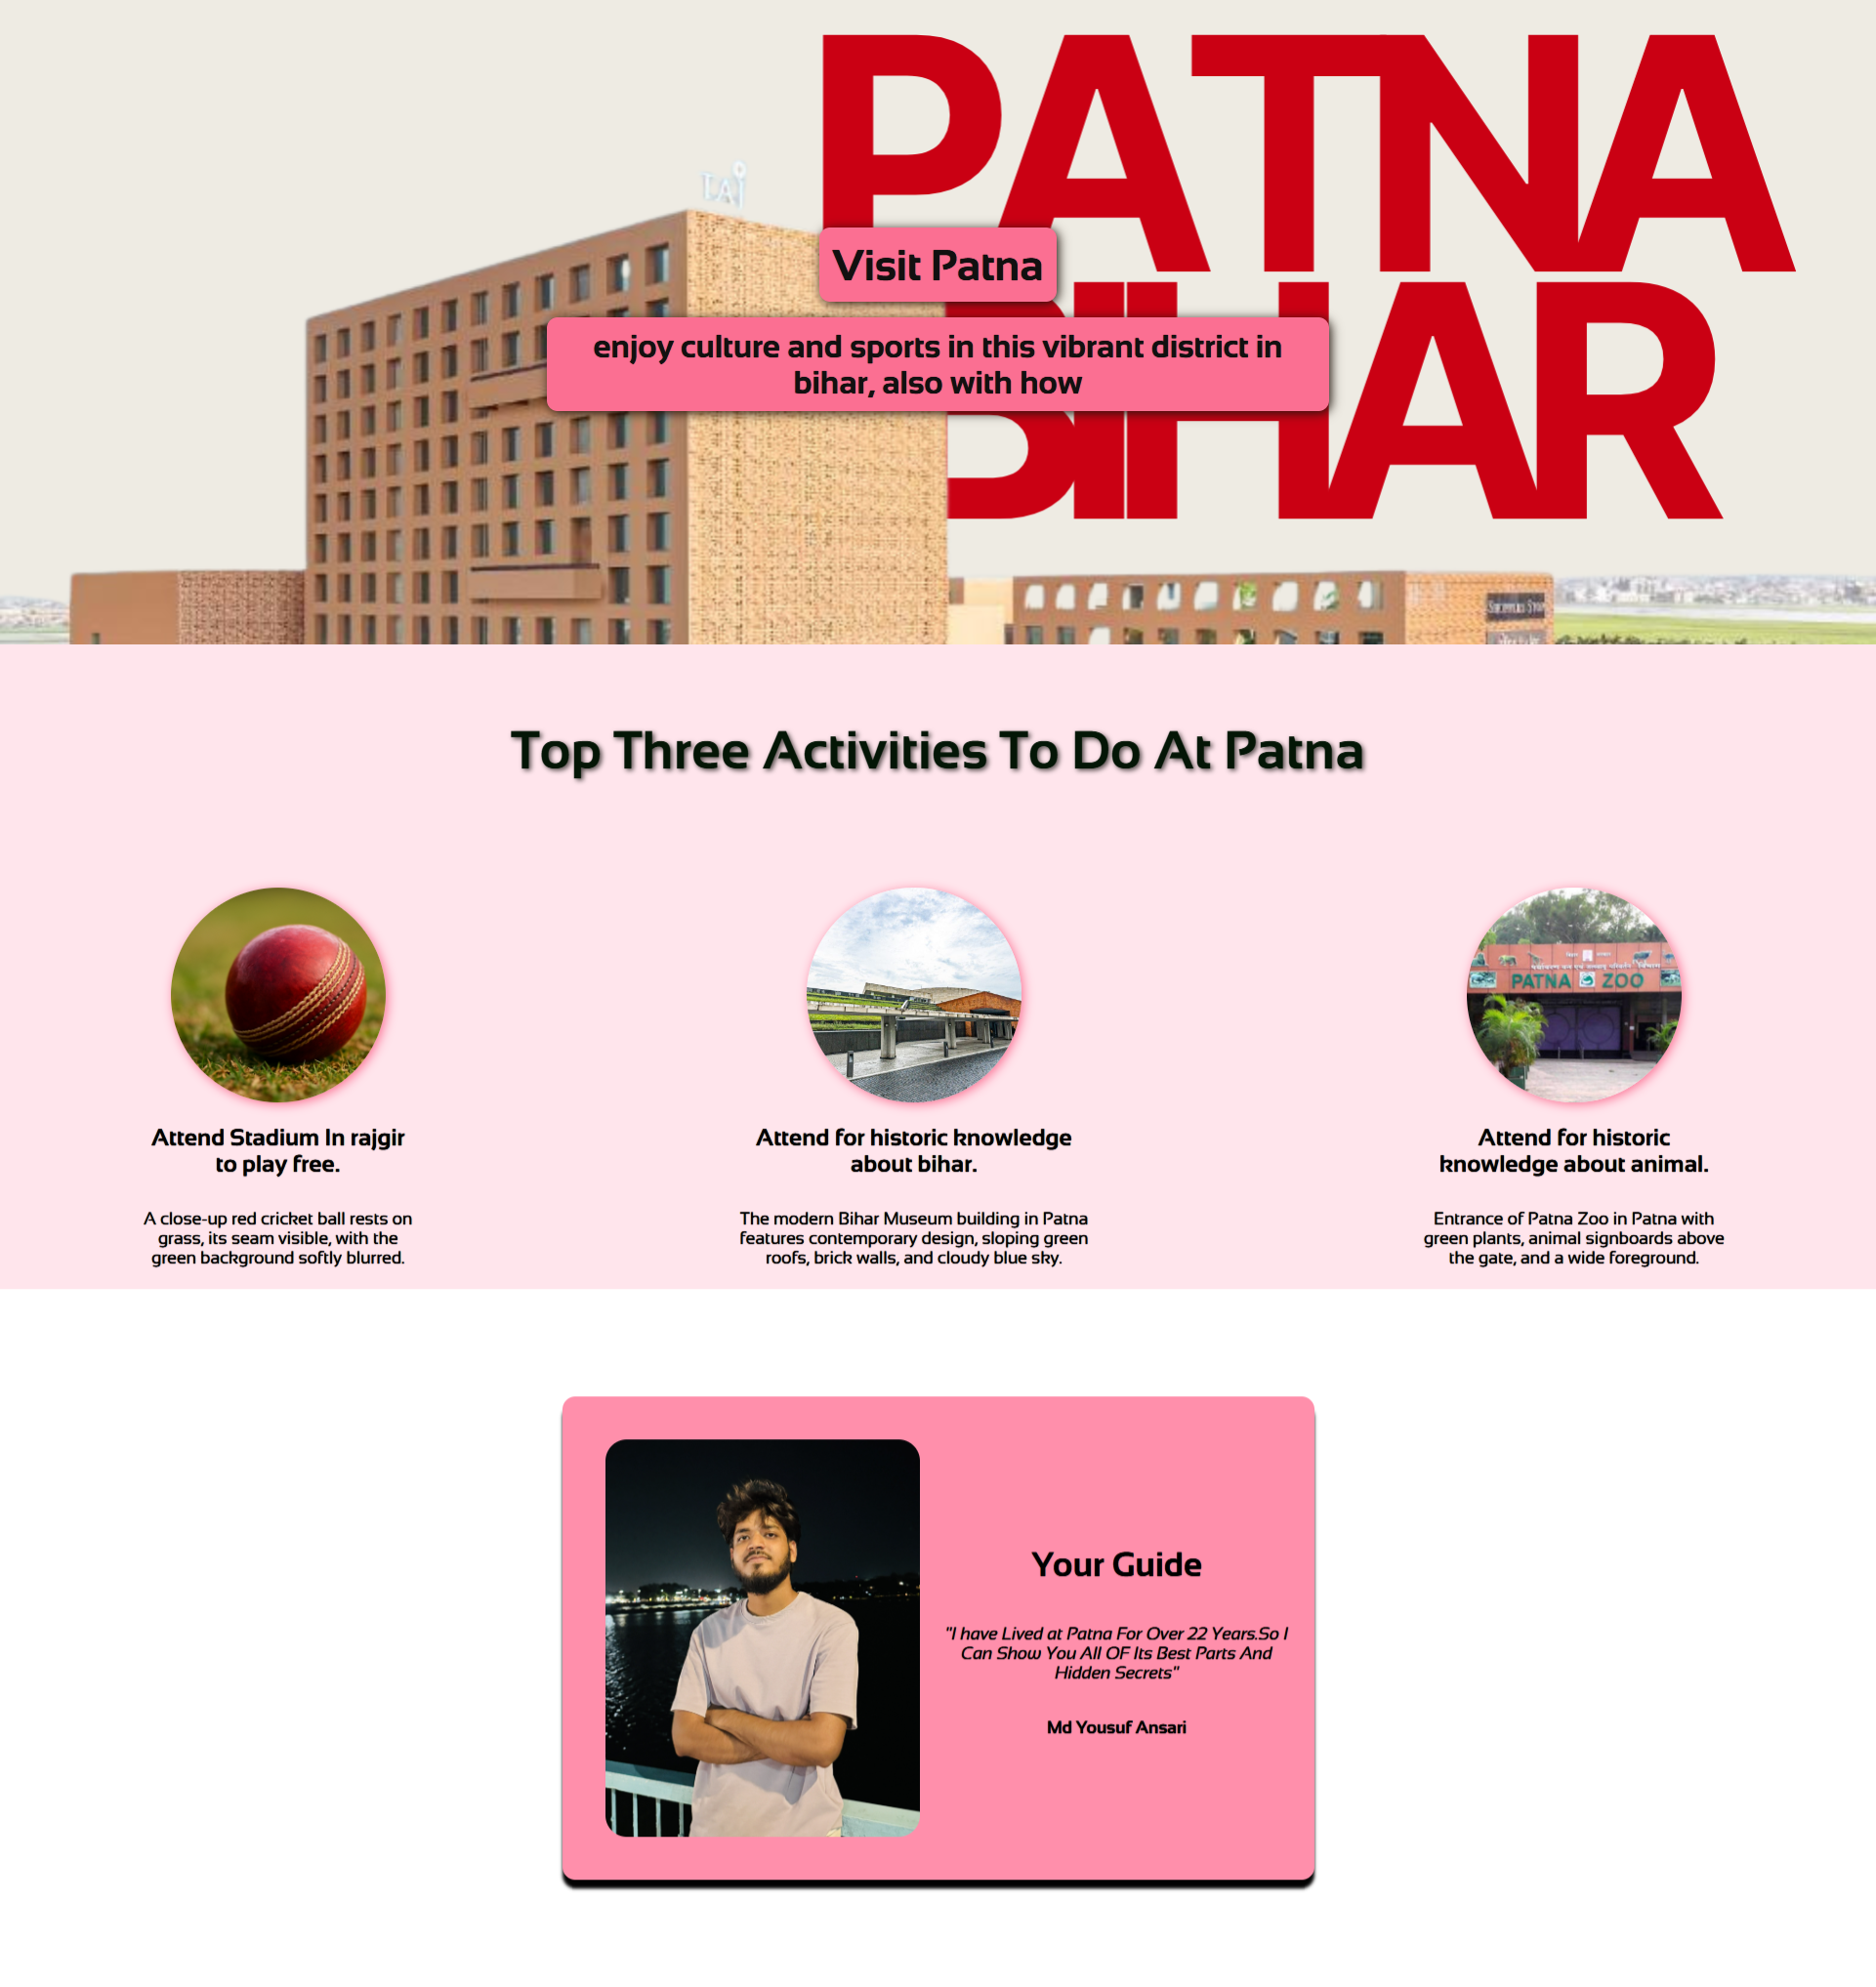 PATNA
BIHAR
TAJ
Visit Patna
enjoy culture and sports in this vibrant district in
bihar, also with how
SHOPPERS STOP
Top Three Activities To Do At Patna
PATNA ZOO
Attend Stadium In rajgir
to play free.
A close-up red cricket ball rests on
grass, its seam visible, with the
green background softly blurred.
Attend for historic knowledge
about bihar.
The modern Bihar Museum building in Patna
features contemporary design, sloping green
roofs, brick walls, and cloudy blue sky.
Attend for historic
knowledge about animal.
Entrance of Patna Zoo in Patna with
green plants, animal signboards above
the gate, and a wide foreground.
Your Guide
"I have Lived at Patna For Over 22 Years.So I
Can Show You All OF Its Best Parts And
Hidden Secrets"
Md Yousuf Ansari